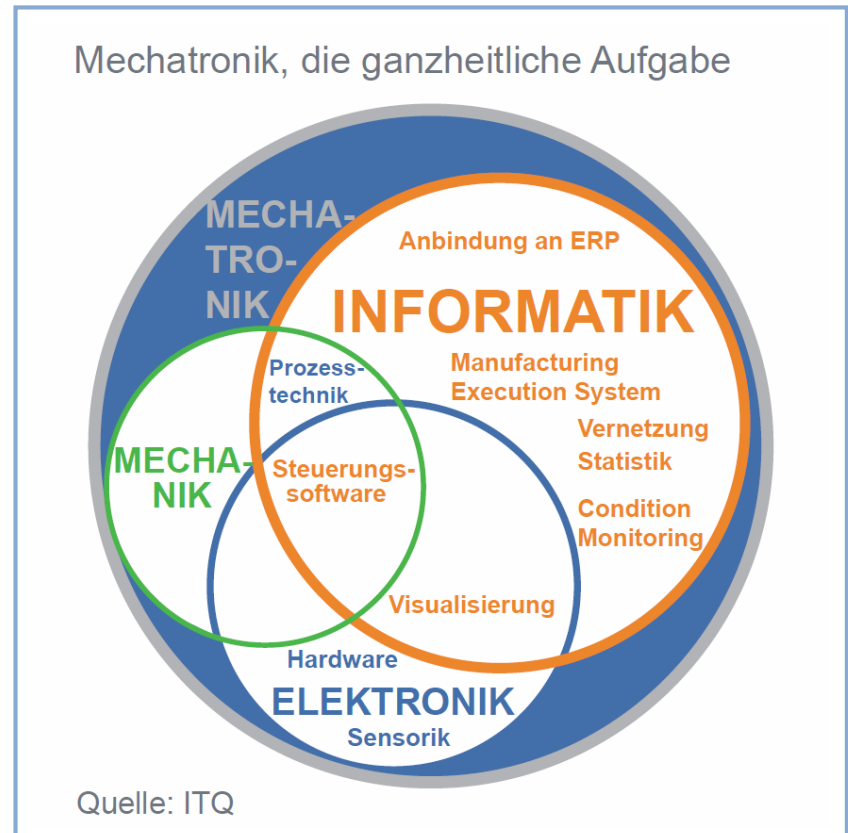 Mechatronik, die ganzheitliche Aufgabe
MECHA-
TRO-
NIK
Anbindung an ERP
INFORMATIK
Manufacturing
Execution System
Vernetzung
Statistik
Condition
Monitoring
Prozess-
technik
MECHA-
NIK
Steuerungs-
software
Visualisierung
Hardware
ELEKTRONIK
Sensorik
Quelle: ITQ